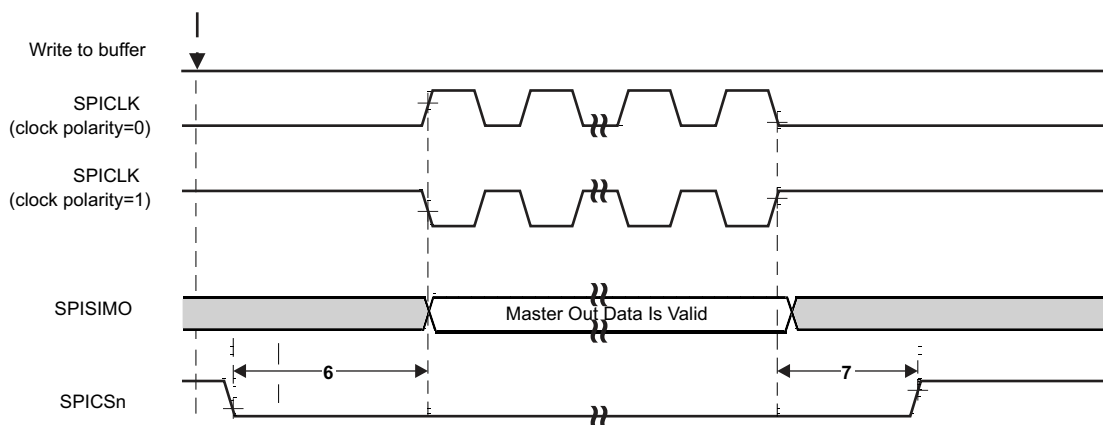 Write to buffer
SPICLK
(clock polarity=0)
SPICLK
(clock polarity=1)
SPISIMO
Master Out Data Is Valid
6
7
SPICSn